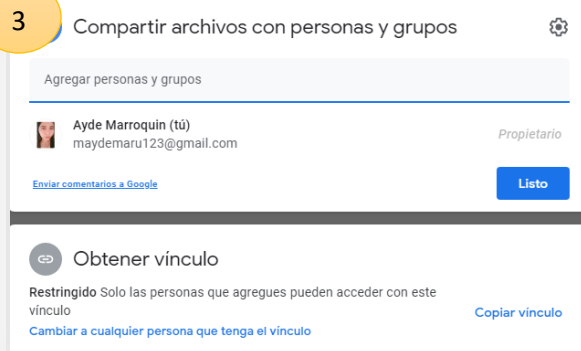 3
Compartir archivos con personas y grupos
Agregar personas y grupos
Ayde Marroquin (tú)
maydemaru123@gmail.com
Propietario
Enviar comentarios a Google
Listo
Obtener vínculo
Restringido Solo las personas que agregues pueden acceder con este
vínculo
Copiar vínculo
Cambiar a cualquier persona que tenga el vínculo